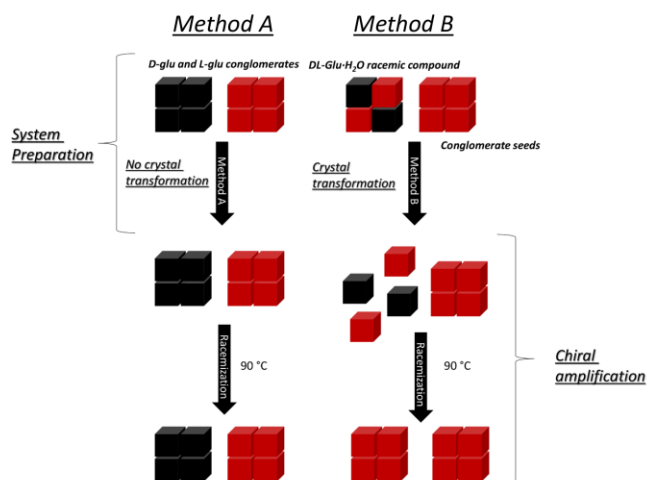 Method A
Method B
D-glu and L-glu conglomerates
DL-Glu·H₂O racemic compound
Conglomerate seeds
System
Preparation
No crystal
transformation
Method A
Crystal
transformation
Method B
Racemization
90 °C
Racemization
90 °C
Chiral
amplification